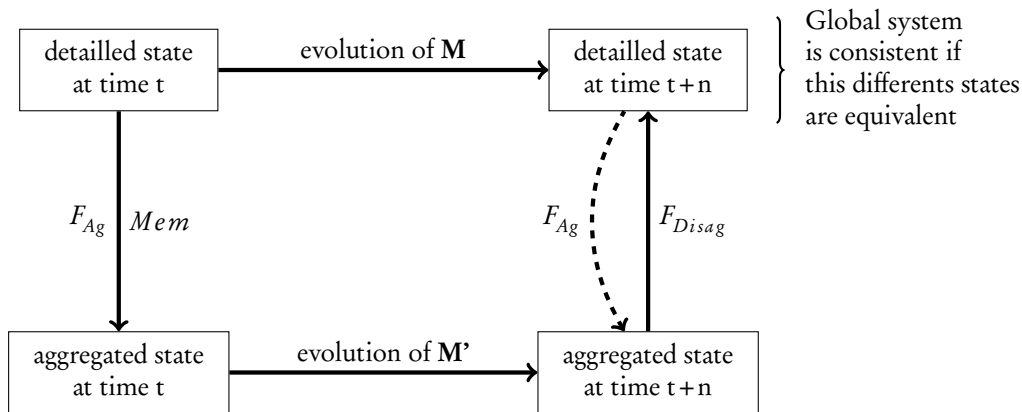 detailled state
at time t
evolution of M
detailled state
at time t+n
Global system
is consistent if
this differents states
are equivalent
F_Ag
Mem
F_Ag
F_Disag
aggregated state
at time t
evolution of M'
aggregated state
at time t+n